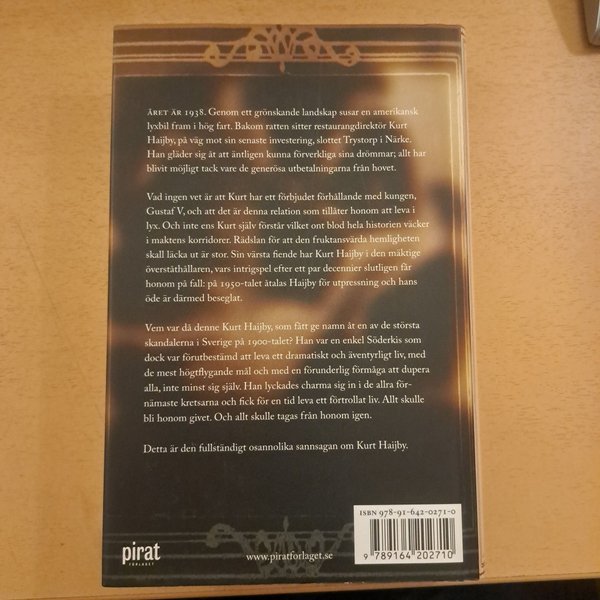 ÅRET ÄR 1938. Genom ett grönskande landskap susar en amerikansk
lyxbil fram i hög fart. Bakom ratten sitter restaurangdirektör Kurt
Haijby, på väg mot sin senaste investering, slottet Trystorp i Närke.
Han gläder sig åt att äntligen kunna förverkliga sina drömmar; allt har
blivit möjligt tack vare de generösa utbetalningarna från hovet.
Vad ingen vet är att Kurt har ett förbjudet förhållande med kungen,
Gustaf V, och att det är denna relation som tillåter honom att leva i
lyx. Och inte ens Kurt själv förstår vilket ont blod hela historien väcker
i maktens korridorer. Rädslan för att den fruktansvärda hemligheten
skall läcka ut är stor. Sin värsta fiende har Kurt Haijby i den mäktige
överståthållaren, vars intrigspel efter ett par decennier slutligen får
honom på fall: på 1950-talet åtalas Haijby för utpressning och hans
öde är därmed beseglat.
Vem var då denne Kurt Haijby, som fått ge namn åt en av de största
skandalerna i Sverige på 1900-talet? Han var en enkel Söderkis som
dock var förutbestämd att leva ett dramatiskt och äventyrligt liv, med
de mest högtflygande mål och med en förunderlig förmåga att dupera
alla, inte minst sig själv. Han lyckades charma sig in i de allra för-
nämaste kretsarna och fick för en tid leva ett förtrollat liv. Allt skulle
bli honom givet. Och allt skulle tagas från honom igen.
Detta är den fullständigt osannolika sannsagan om Kurt Haijby.
ISBN 978-91-642-0271-0
9 789164 202710
pirat
FÖRLAGET
www.piratforlaget.se